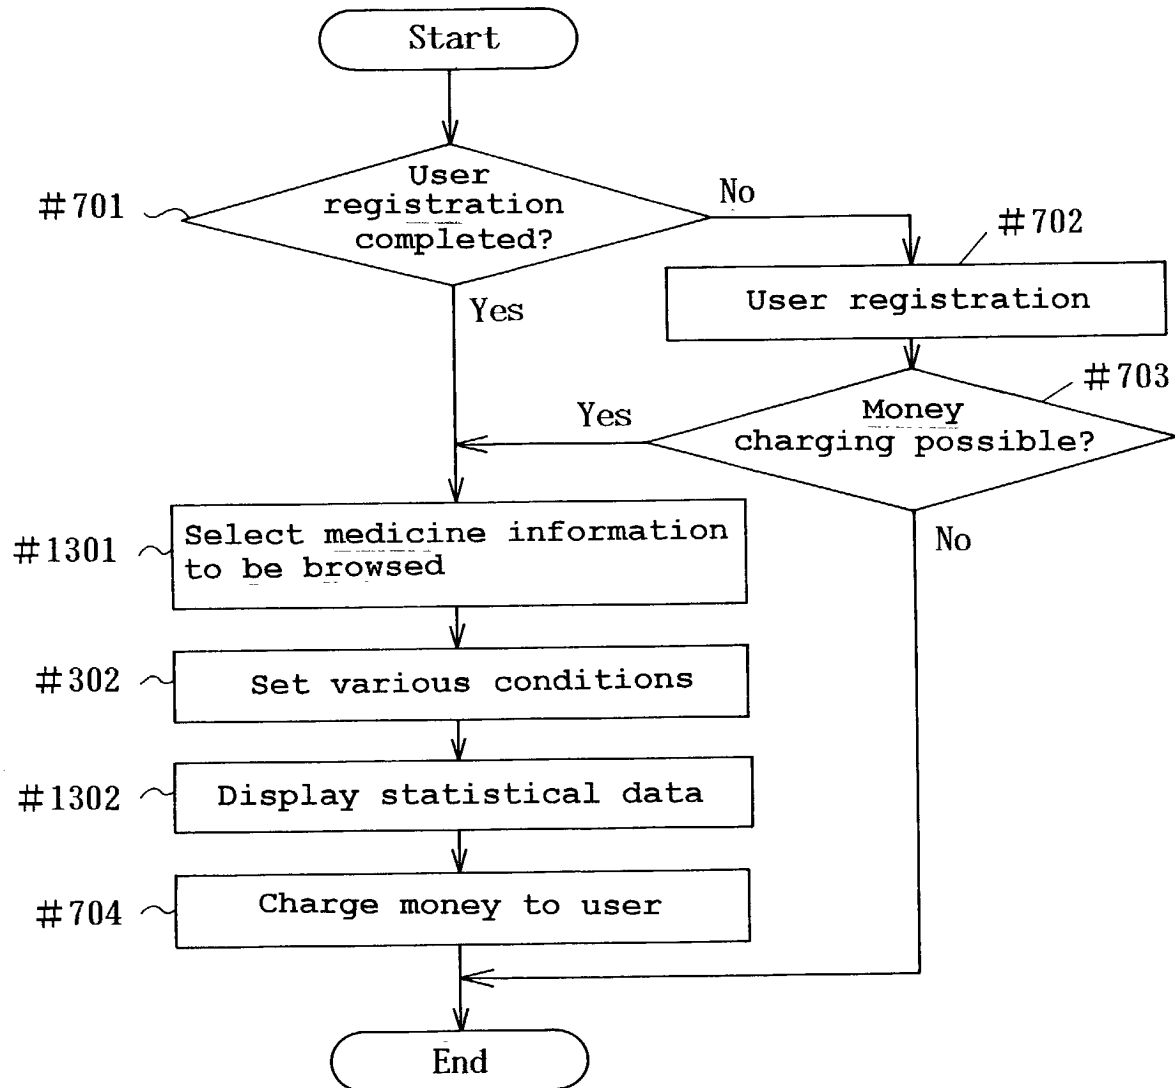 Start
User
registration
completed?
#701
No
#702
User registration
Yes
#703
Money
charging possible?
Yes
No
#1301
Select medicine information
to be browsed
#302
Set various conditions
#1302
Display statistical data
#704
Charge money to user
End